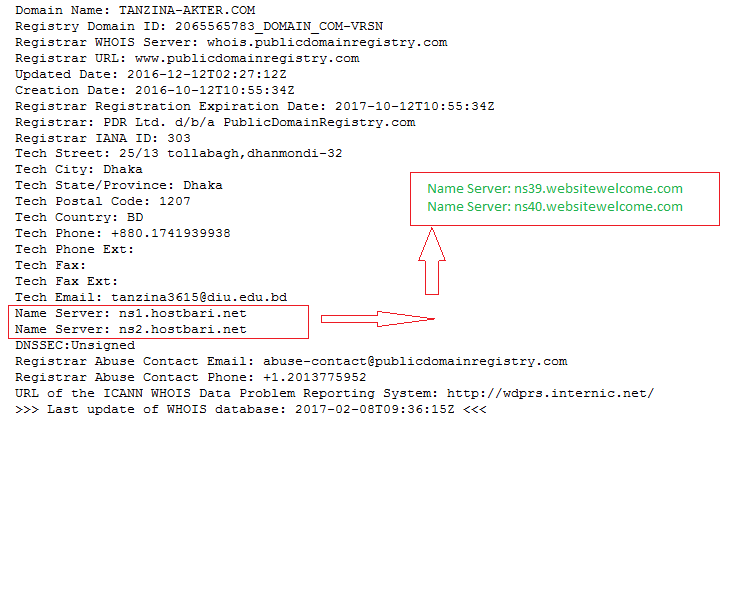 Domain Name: TANZINA-AKTER.COM
Registry Domain ID: 2065565783_DOMAIN_COM-VRSN
Registrar WHOIS Server: whois.publicdomainregistry.com
Registrar URL: www.publicdomainregistry.com
Updated Date: 2016-12-12T02:27:12Z
Creation Date: 2016-10-12T10:55:34Z
Registrar Registration Expiration Date: 2017-10-12T10:55:34Z
Registrar: PDR Ltd. d/b/a PublicDomainRegistry.com
Registrar IANA ID: 303
Tech Street: 25/13 tollabagh,dhanmondi-32
Tech City: Dhaka
Tech State/Province: Dhaka
Tech Postal Code: 1207
Tech Country: BD
Tech Phone: +880.1741939938
Tech Phone Ext:
Tech Fax:
Tech Fax Ext:
Tech Email: tanzina3615@diu.edu.bd
Name Server: ns1.hostbari.net
Name Server: ns2.hostbari.net
DNSSEC:Unsigned
Registrar Abuse Contact Email: abuse-contact@publicdomainregistry.com
Registrar Abuse Contact Phone: +1.2013775952
URL of the ICANN WHOIS Data Problem Reporting System: http://wdprs.internic.net/
>>> Last update of WHOIS database: 2017-02-08T09:36:15Z <<<
Name Server: ns39.websitewelcome.com
Name Server: ns40.websitewelcome.com